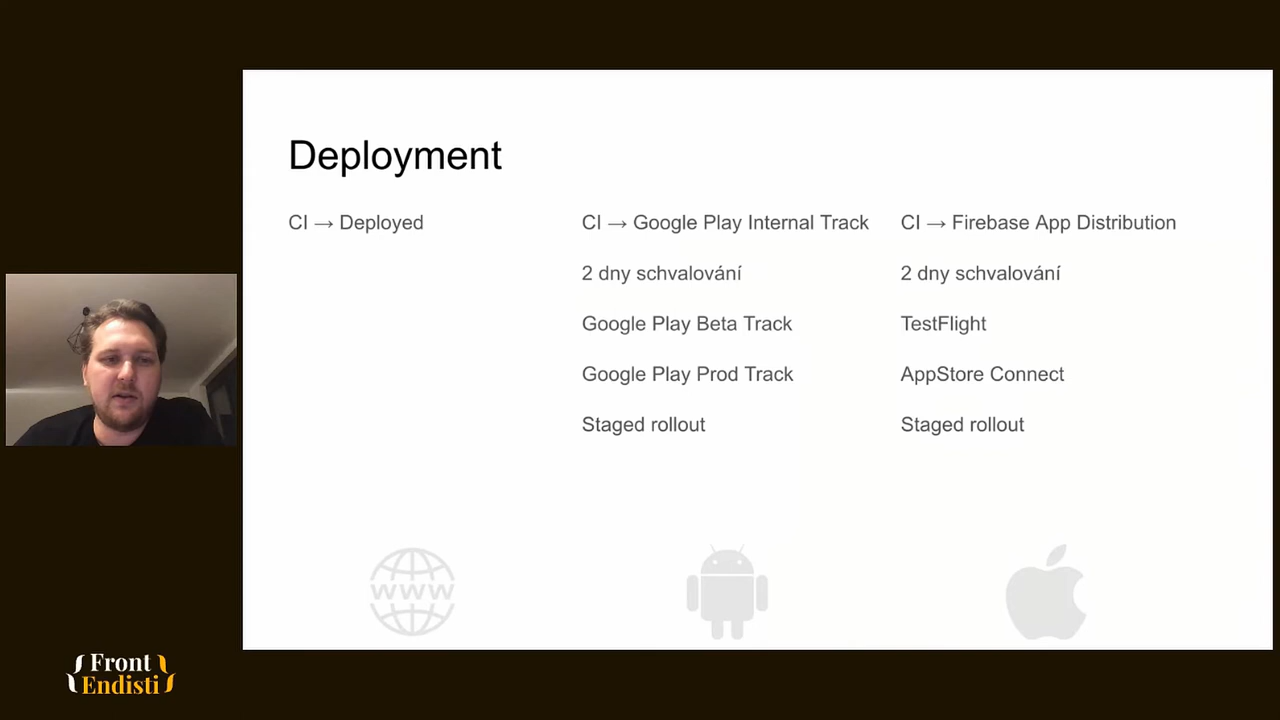 Deployment
CI → Deployed
CI → Google Play Internal Track
2 dny schvalování
Google Play Beta Track
Google Play Prod Track
Staged rollout
CI → Firebase App Distribution
2 dny schvalování
TestFlight
AppStore Connect
Staged rollout
www
{Front
Endisti}